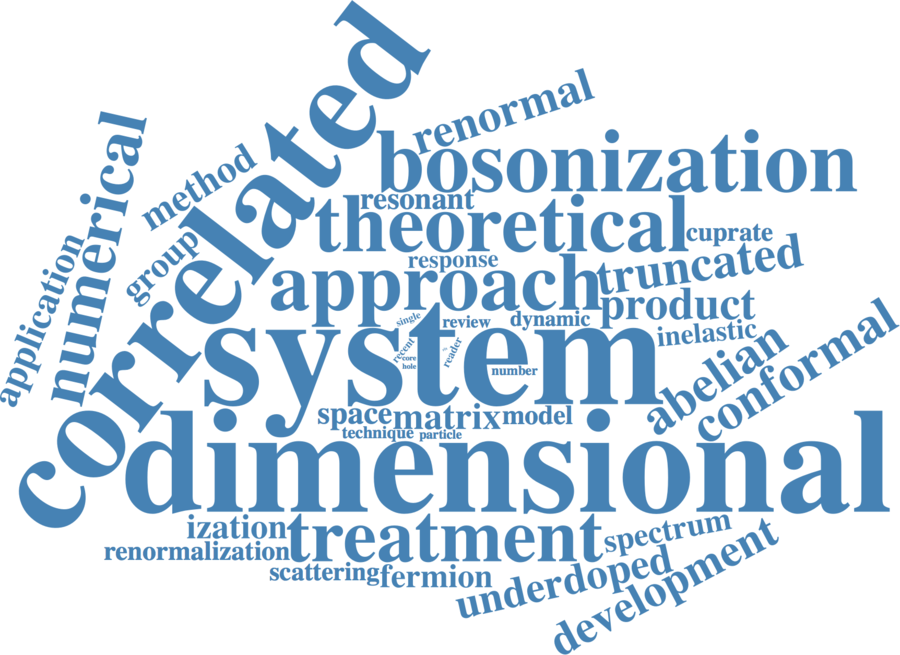 correlated
renormal
numerical
bosonization
method
resonant
theoretical
cuprate
group
application
response
truncated
approach
product
single
review
dynamic
inelastic
system
recent
reader
core
hole
number
abelian
conformal
space
matrix
model
technique
particle
dimensional
ization
treatment
spectrum
renormalization
scattering
fermion
underdoped
development